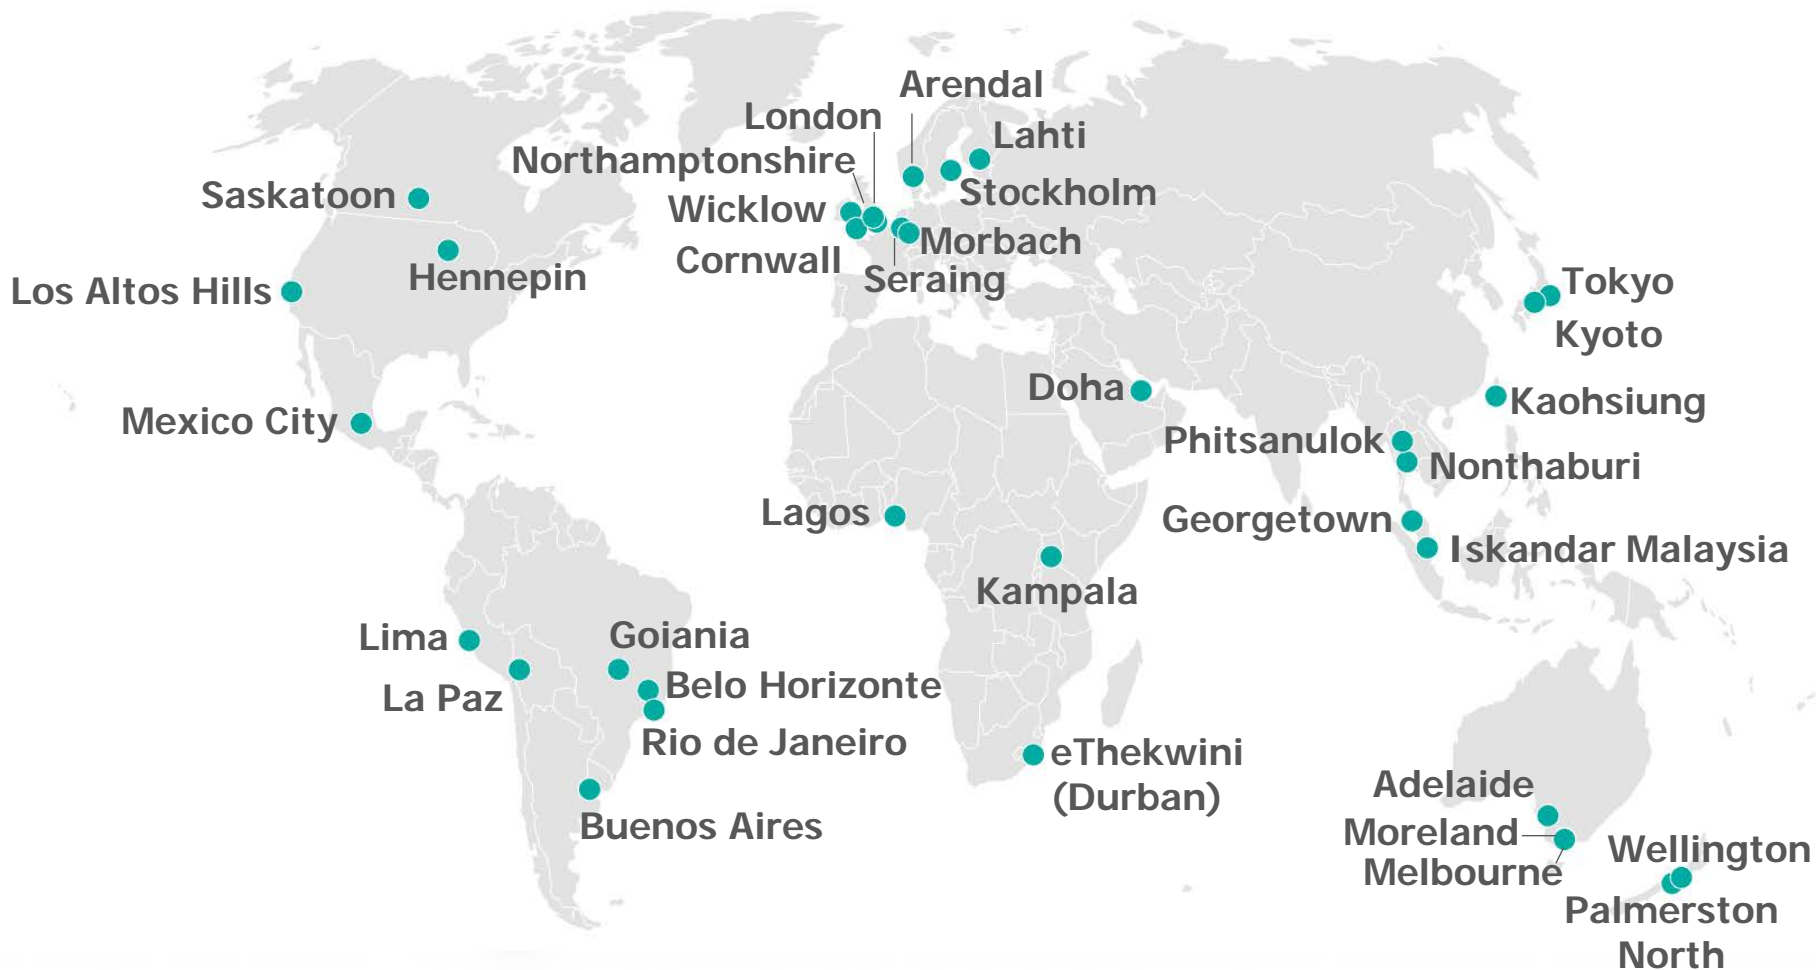 Arendal
London
Lahti
Northamptonshire
Stockholm
Saskatoon
Wicklow
Morbach
Cornwall
Seraing
Hennepin
Los Altos Hills
Tokyo
Kyoto
Doha
Kaohsiung
Mexico City
Phitsanulok
Nonthaburi
Lagos
Georgetown
Iskandar Malaysia
Kampala
Lima
Goiania
La Paz
Belo Horizonte
Rio de Janeiro
eThekwini
(Durban)
Adelaide
Buenos Aires
Moreland
Wellington
Melbourne
Palmerston
North